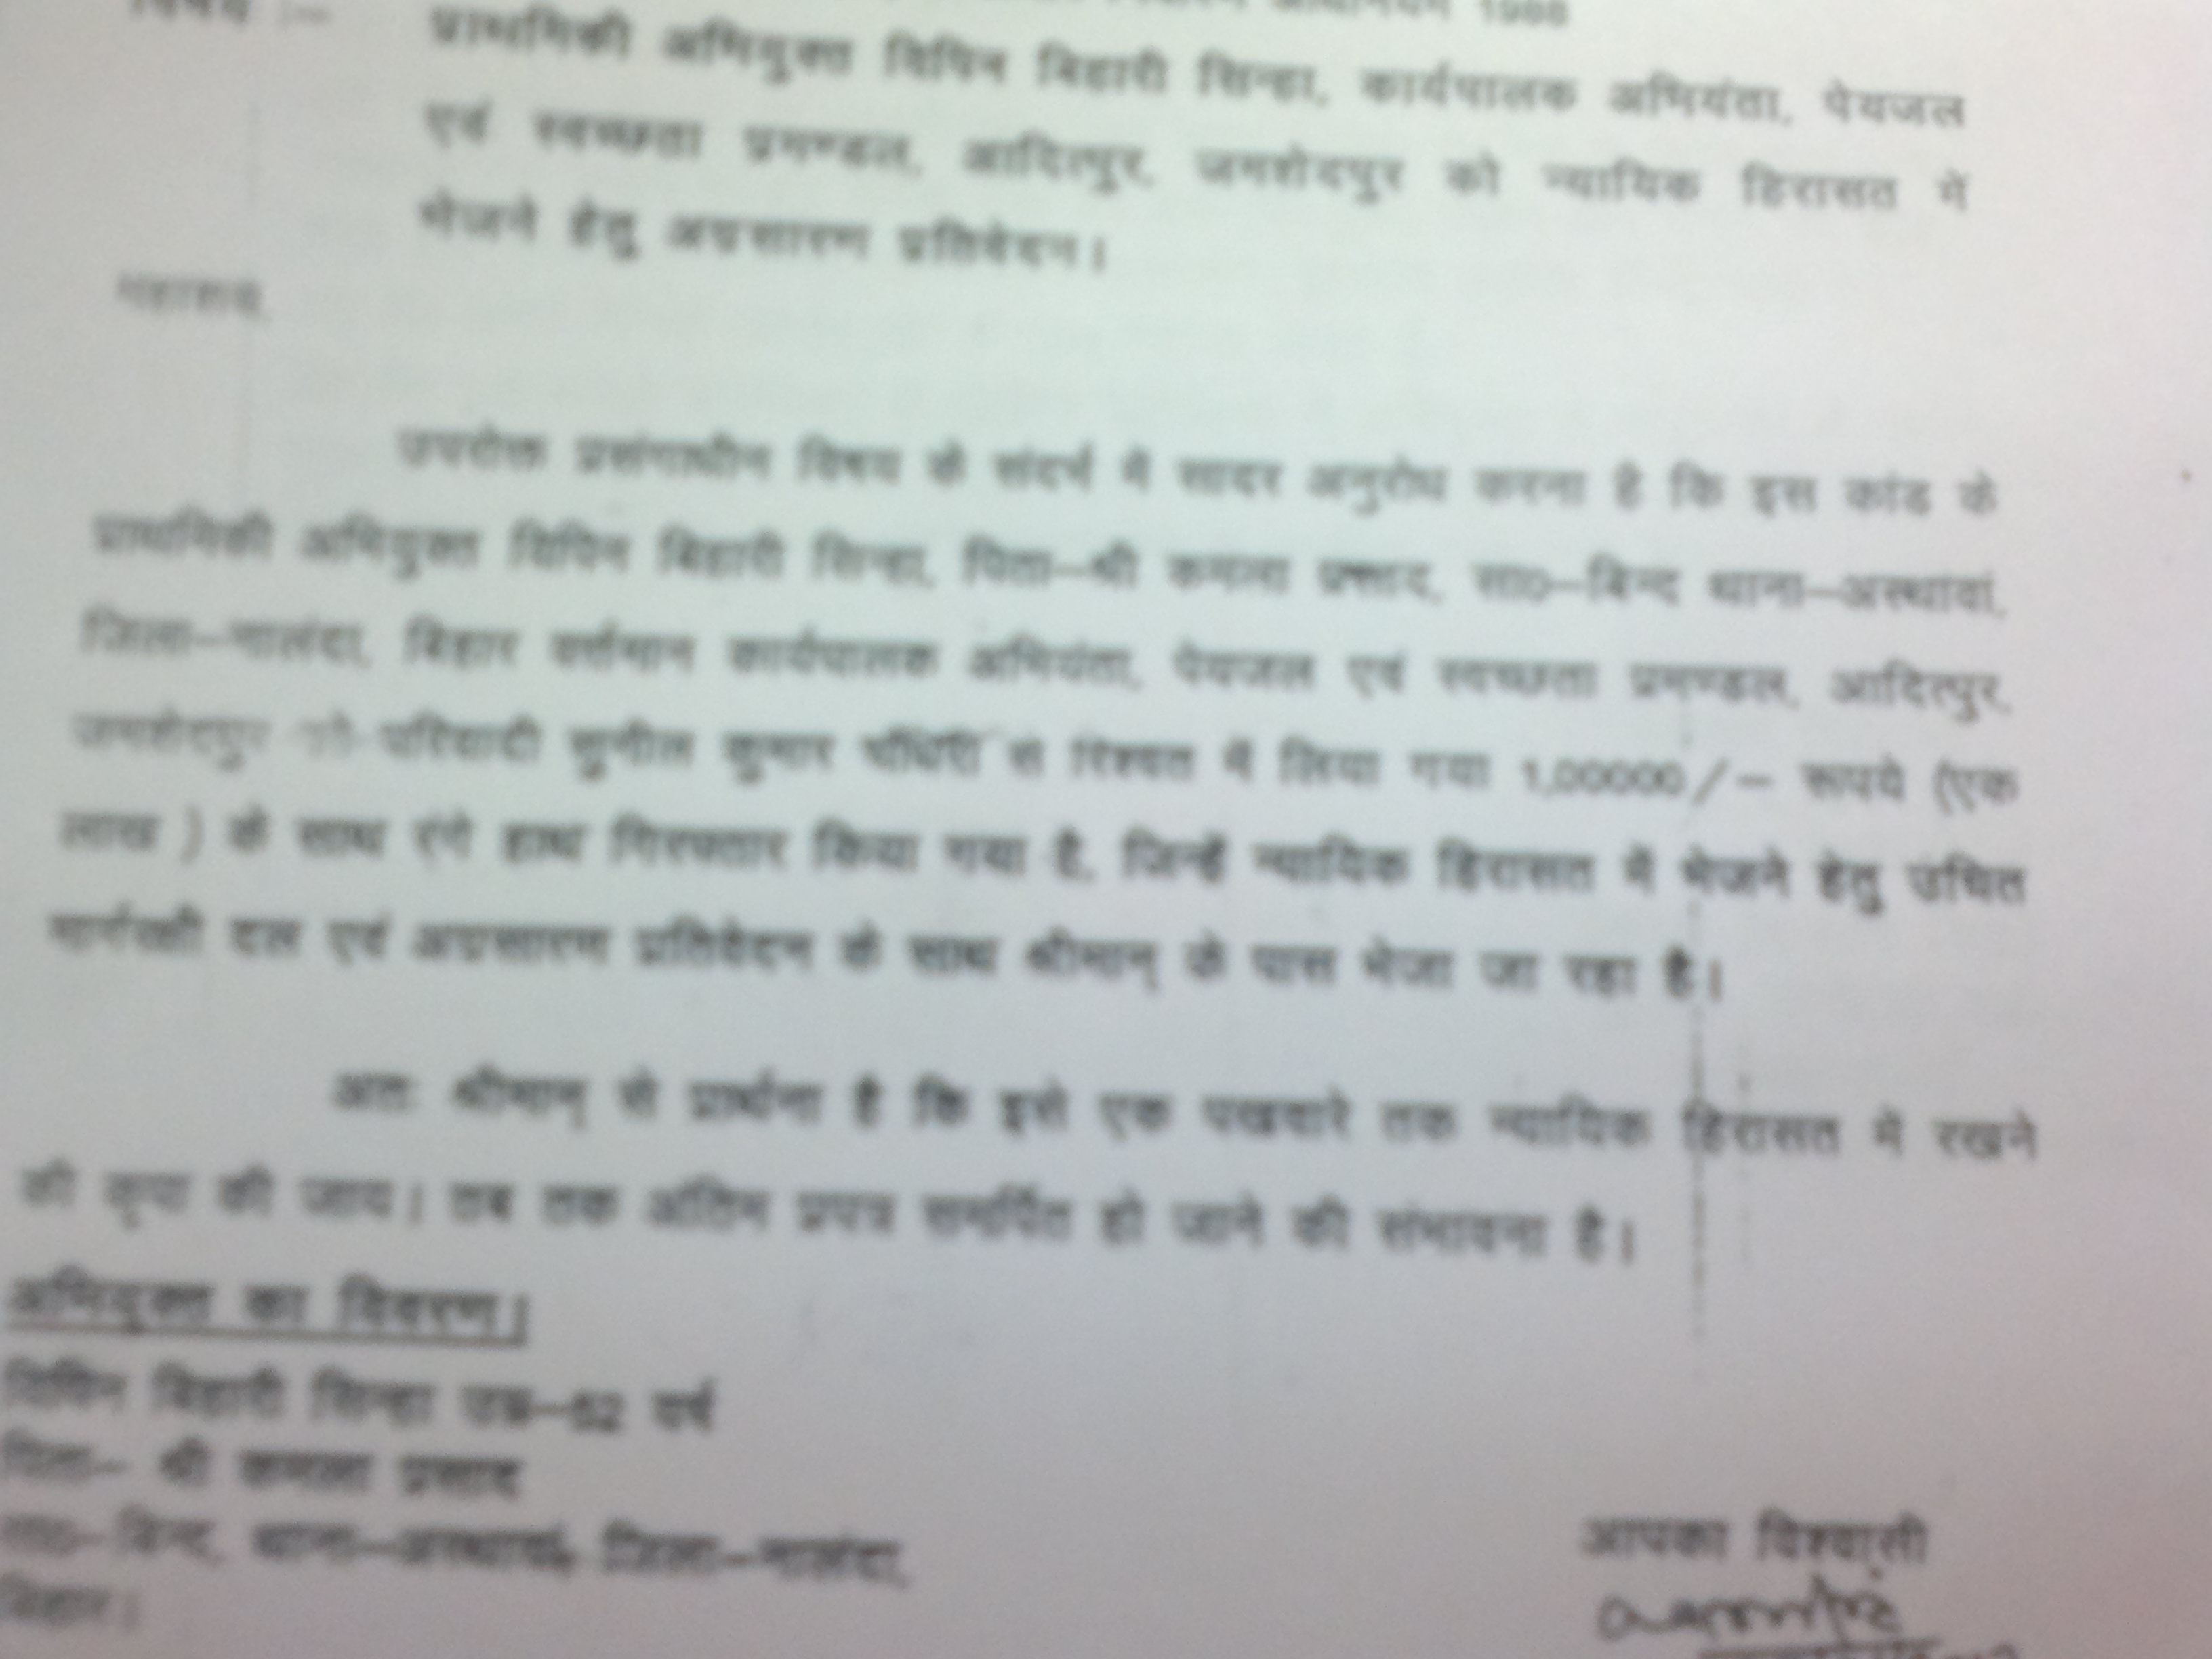 विषय :– 1988
प्राथमिकी अभियुक्त विपिन बिहारी सिन्हा, कार्यपालक अभियंता, पेयजल
एवं स्वच्छता प्रमण्डल, आदित्पुर, जमशेदपुर को न्यायिक हिरासत में
भेजने हेतु अग्रसारण प्रतिवेदन।
महाशय,
उपरोक्त प्रसंगाधीन विषय के संदर्भ में सादर अनुरोध करना है कि इस कांड के
प्राथमिकी अभियुक्त विपिन बिहारी सिन्हा, पिता–श्री कमला प्रसाद, सा०–बिन्द थाना–अस्थावां,
जिला–नालंदा, बिहार वर्त्तमान कार्यपालक अभियंता, पेयजल एवं स्वच्छता प्रमण्डल, आदित्पुर,
जमशेदपुर परिवादी सुनील कुमार से रिश्वत में लिया गया 1,00000/– रूपये (एक
लाख ) के साथ रंगे हाथ गिरफ्तार किया गया है, जिन्हें न्यायिक हिरासत में भेजने हेतु उचित
मार्गरक्षी दल एवं अग्रसारण प्रतिवेदन के साथ श्रीमान् के पास भेजा जा रहा है।
अतः श्रीमान् से प्रार्थना है कि इसे एक पखवारे तक न्यायिक हिरासत में रखने
की कृपा की जाय। तब तक अंतिम प्रपत्र समर्पित हो जाने की संभावना है।
अभियुक्त का विवरण।
विपिन बिहारी सिन्हा उम्र–52 वर्ष
पिता– श्री कमला प्रसाद
सा०–बिन्द, थाना–अस्थावां, जिला–नालंदा,
बिहार।
आपका विश्वासी